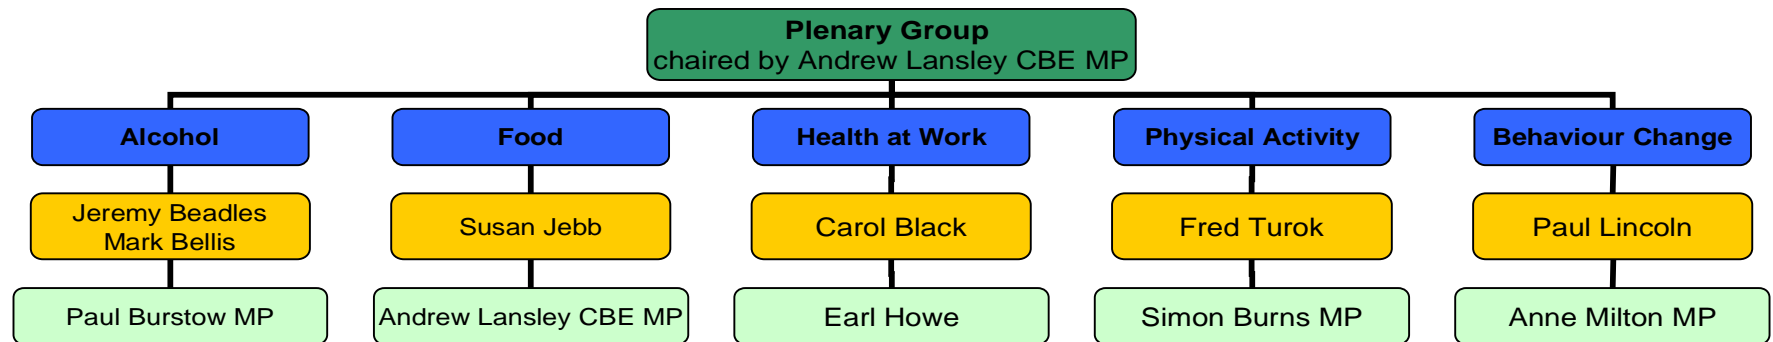 Plenary Group
chaired by Andrew Lansley CBE MP
Alcohol
Food
Health at Work
Physical Activity
Behaviour Change
Jeremy Beadles
Mark Bellis
Susan Jebb
Carol Black
Fred Turok
Paul Lincoln
Paul Burstow MP
Andrew Lansley CBE MP
Earl Howe
Simon Burns MP
Anne Milton MP